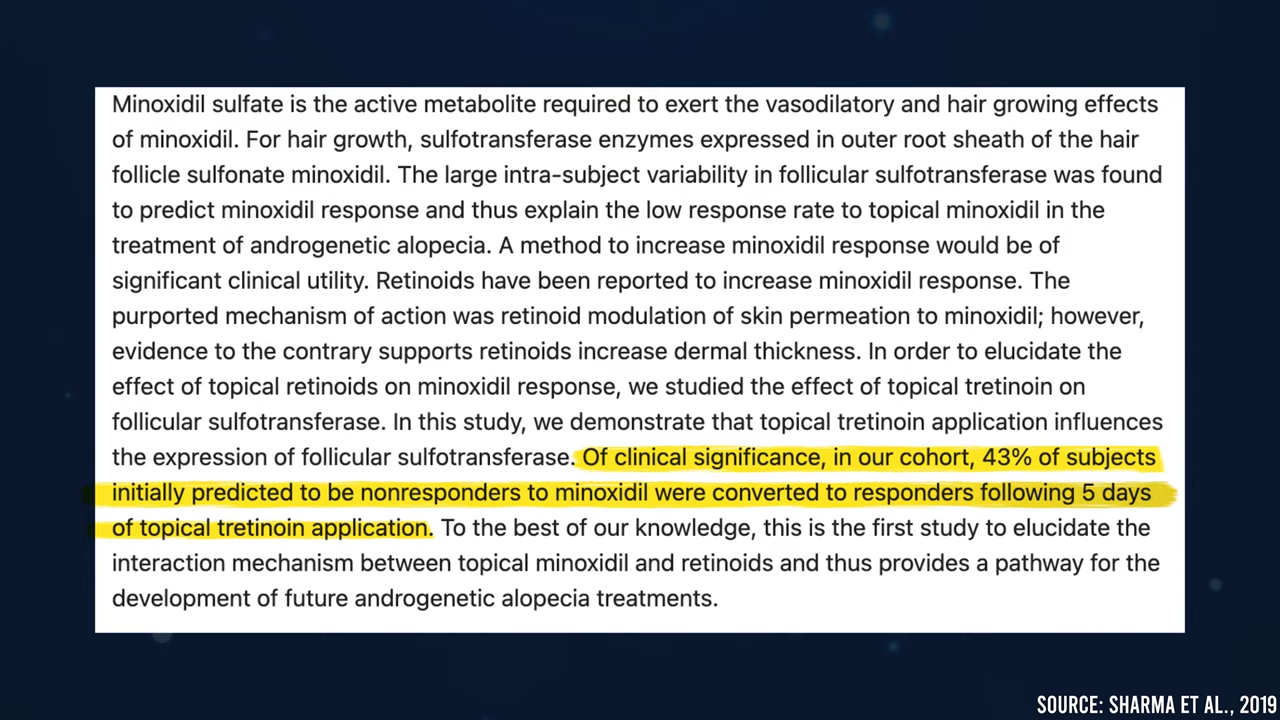 Minoxidil sulfate is the active metabolite required to exert the vasodilatory and hair growing effects
of minoxidil. For hair growth, sulfotransferase enzymes expressed in outer root sheath of the hair
follicle sulfonate minoxidil. The large intra-subject variability in follicular sulfotransferase was found
to predict minoxidil response and thus explain the low response rate to topical minoxidil in the
treatment of androgenetic alopecia. A method to increase minoxidil response would be of
significant clinical utility. Retinoids have been reported to increase minoxidil response. The
purported mechanism of action was retinoid modulation of skin permeation to minoxidil; however,
evidence to the contrary supports retinoids increase dermal thickness. In order to elucidate the
effect of topical retinoids on minoxidil response, we studied the effect of topical tretinoin on
follicular sulfotransferase. In this study, we demonstrate that topical tretinoin application influences
the expression of follicular sulfotransferase. Of clinical significance, in our cohort, 43% of subjects
initially predicted to be nonresponders to minoxidil were converted to responders following 5 days
of topical tretinoin application. To the best of our knowledge, this is the first study to elucidate the
interaction mechanism between topical minoxidil and retinoids and thus provides a pathway for the
development of future androgenetic alopecia treatments.
SOURCE: SHARMA ET AL., 2019